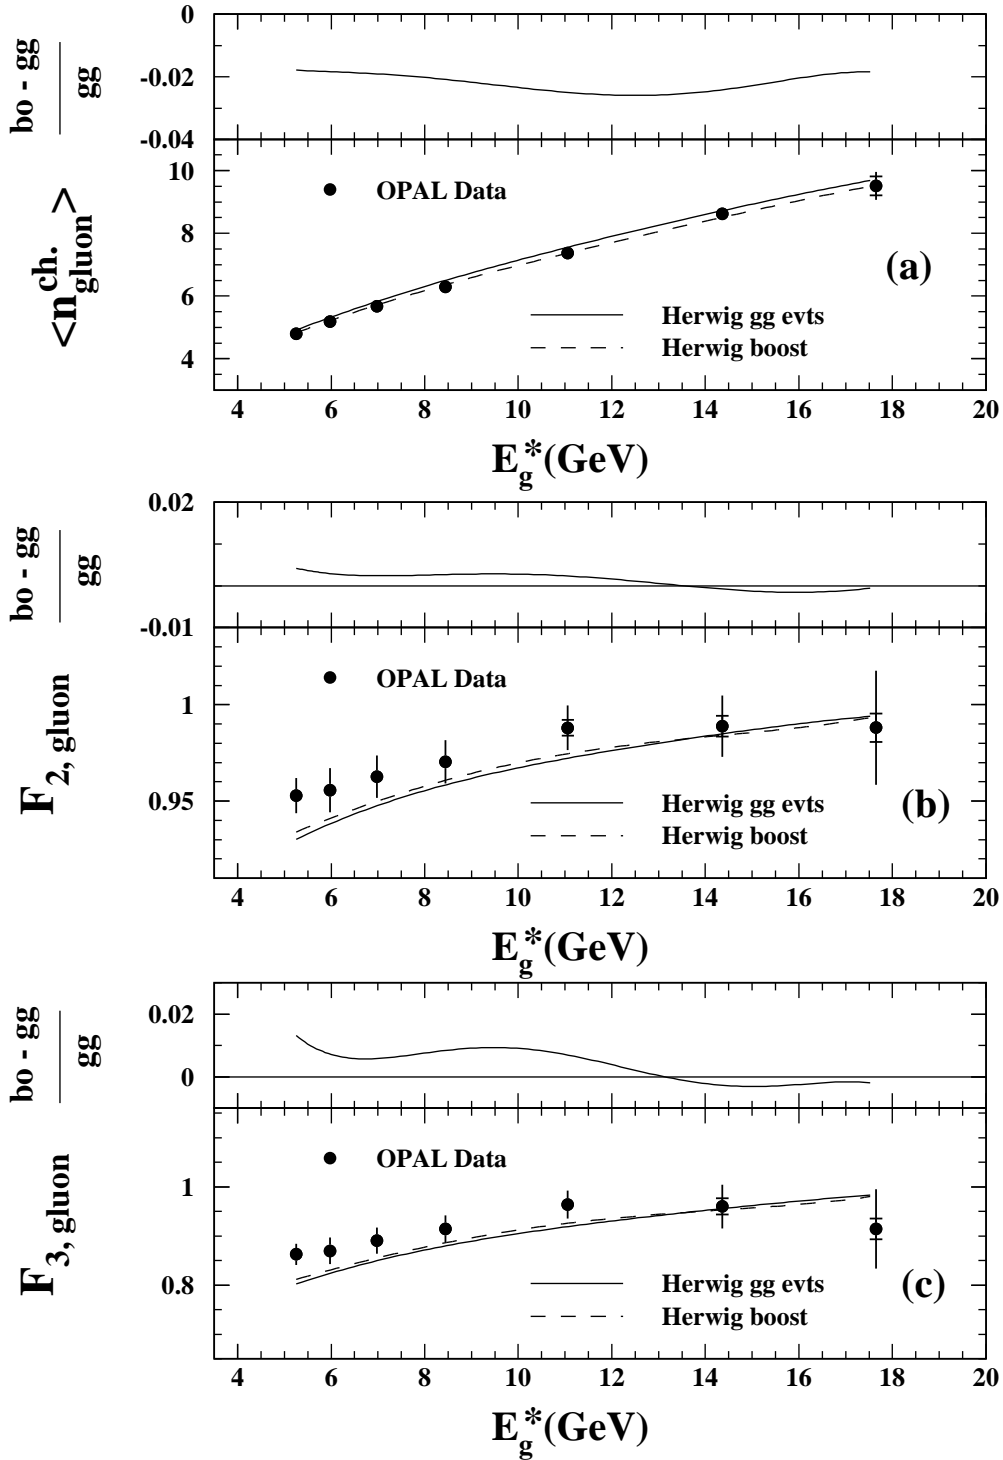 0
-0.02
-0.04
bo - gg
gg
10
8
6
4
<n ch. gluon >
OPAL Data
(a)
Herwig gg evts
Herwig boost
4 6 8 10 12 14 16 18 20
E*g (GeV)
0.02
-0.01
bo - gg
gg
1
0.95
F2, gluon
OPAL Data
(b)
Herwig gg evts
Herwig boost
4 6 8 10 12 14 16 18 20
E*g (GeV)
0.02
0
bo - gg
gg
1
0.8
F3, gluon
OPAL Data
(c)
Herwig gg evts
Herwig boost
4 6 8 10 12 14 16 18 20
E*g (GeV)